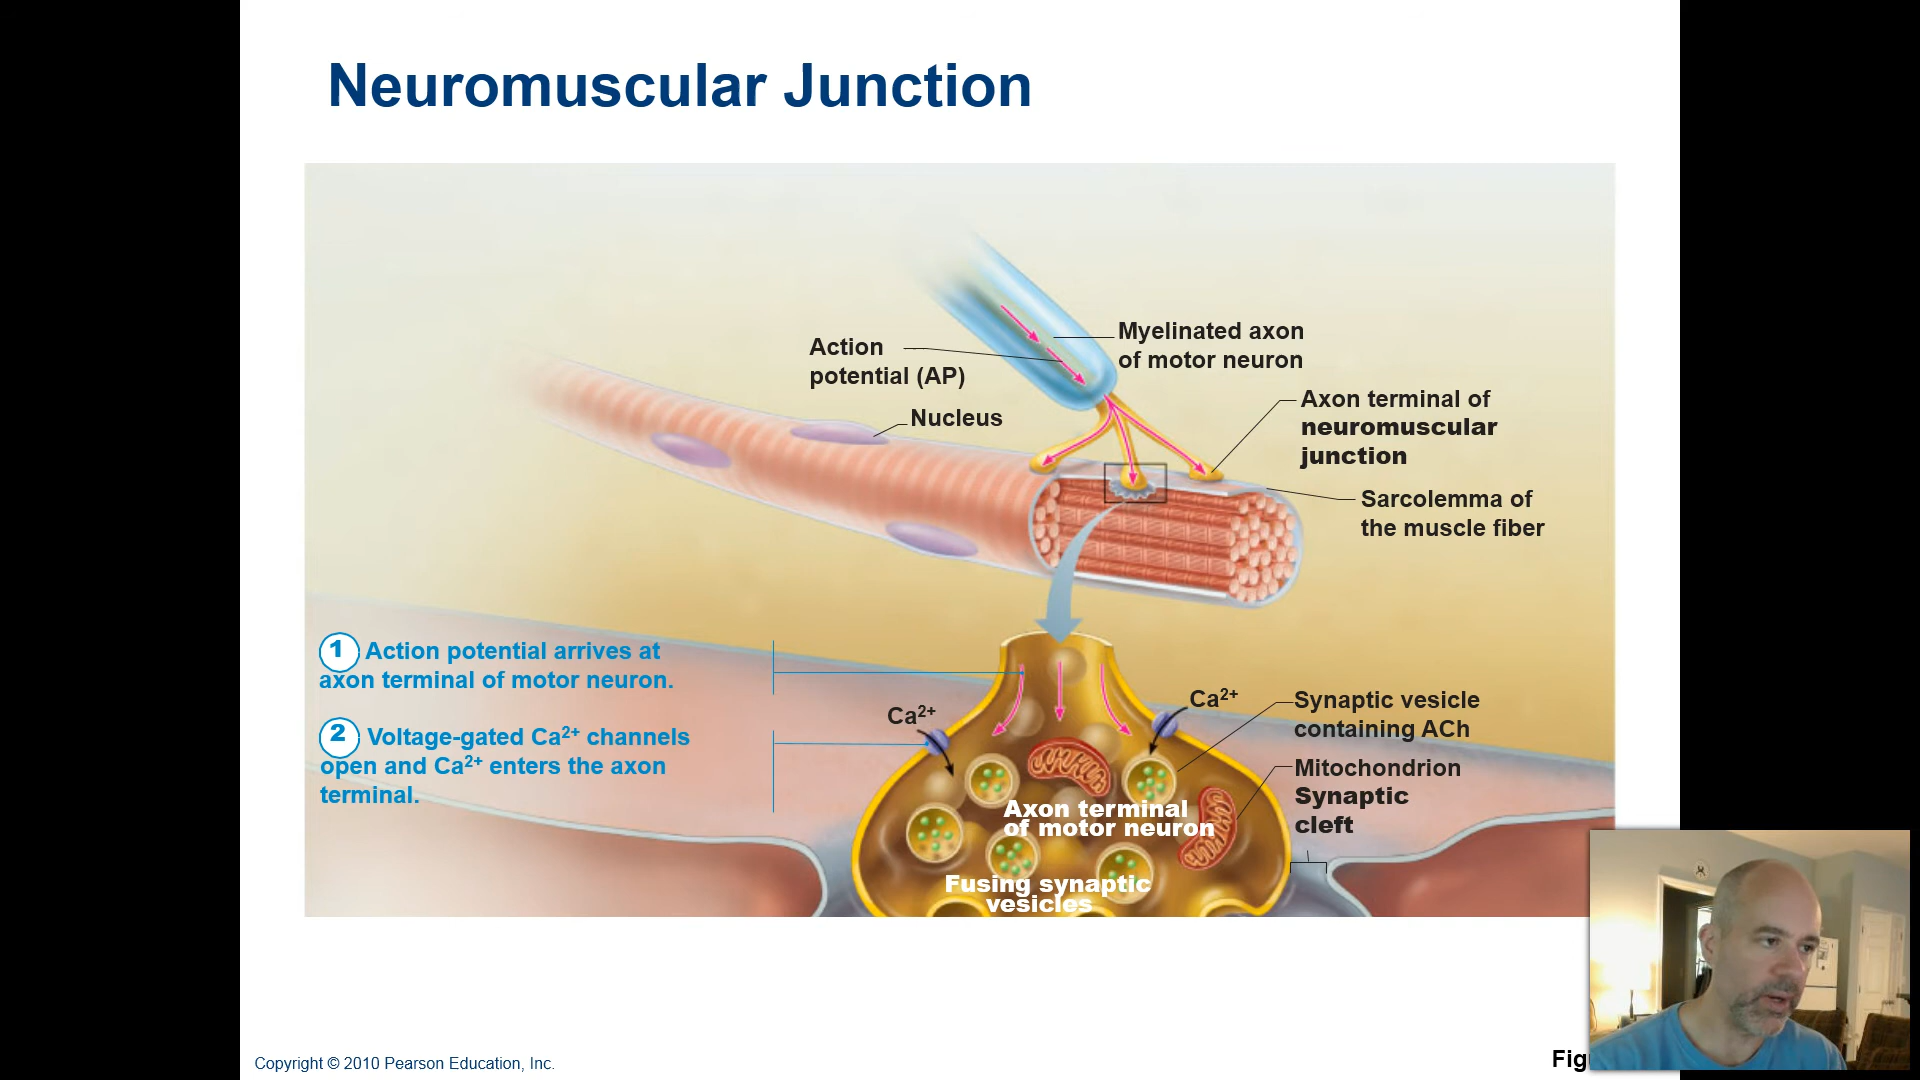 Neuromuscular Junction
Action
potential (AP)
Myelinated axon
of motor neuron
Nucleus
Axon terminal of
neuromuscular
junction
Sarcolemma of
the muscle fiber
1 Action potential arrives at
axon terminal of motor neuron.
2 Voltage-gated Ca²⁺ channels
open and Ca²⁺ enters the axon
terminal.
Ca²⁺
Ca²⁺
Synaptic vesicle
containing ACh
Mitochondrion
Synaptic
cleft
Axon terminal
of motor neuron
Fusing synaptic
vesicles
Copyright © 2010 Pearson Education, Inc.